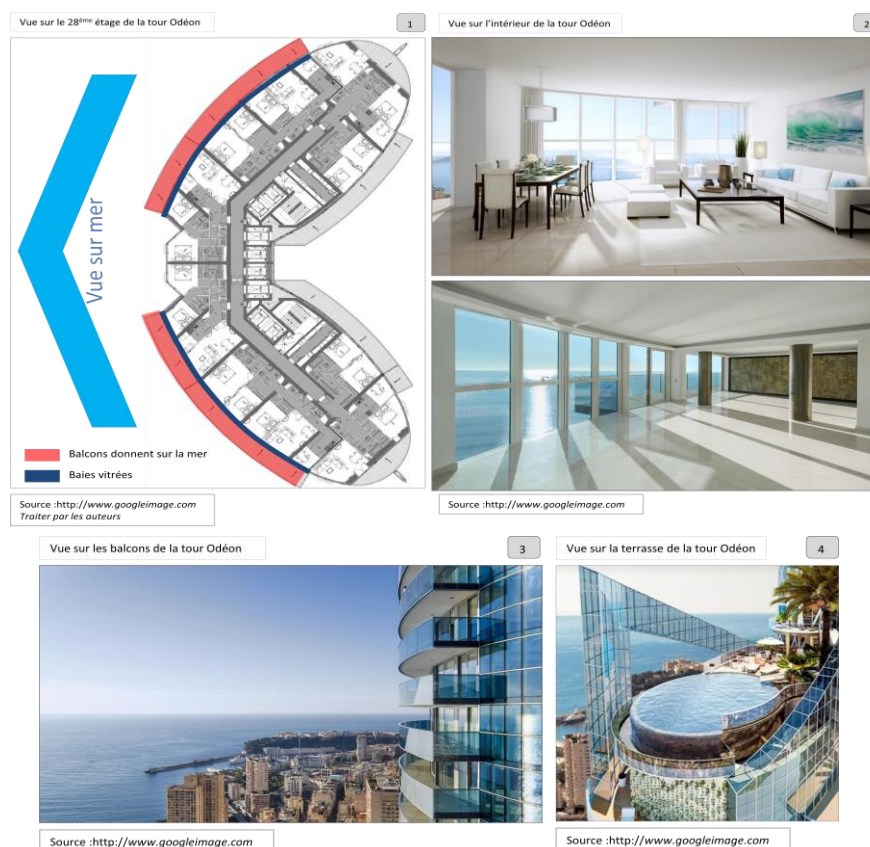 Vue sur le 28ème étage de la tour Odéon
1
Vue sur mer
Balcons donnent sur la mer
Baies vitrées
Source :http://www.googleimage.com
Traiter par les auteurs
Vue sur l'intérieur de la tour Odéon
2
Source :http://www.googleimage.com
Vue sur les balcons de la tour Odéon
3
Source :http://www.googleimage.com
Vue sur la terrasse de la tour Odéon
4
Source :http://www.googleimage.com